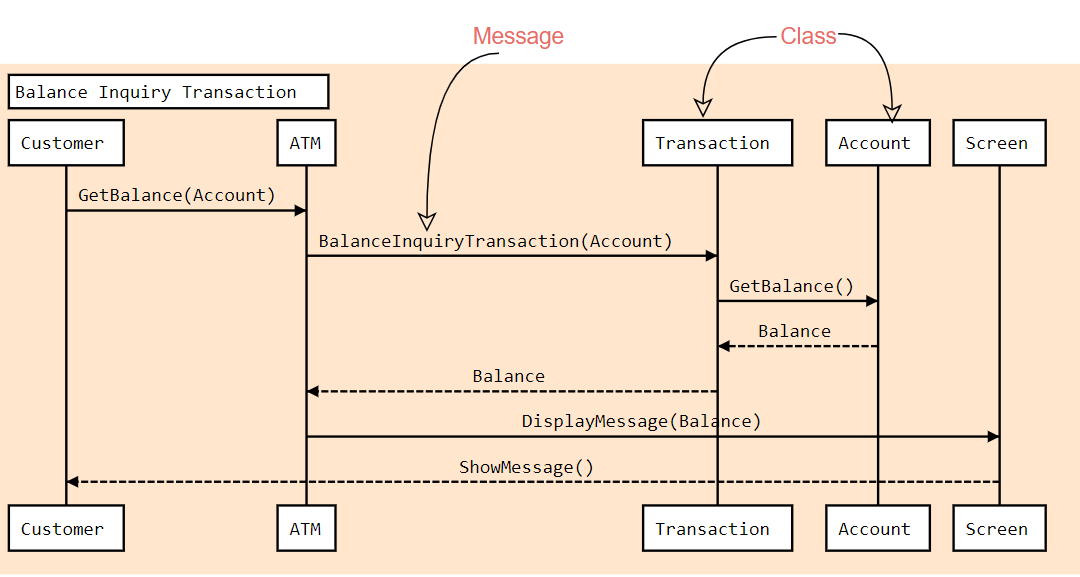 Message
Class
Balance Inquiry Transaction
Customer
ATM
Transaction
Account
Screen
GetBalance(Account)
BalanceInquiryTransaction(Account)
GetBalance()
Balance
Balance
DisplayMessage(Balance)
ShowMessage()
Customer
ATM
Transaction
Account
Screen